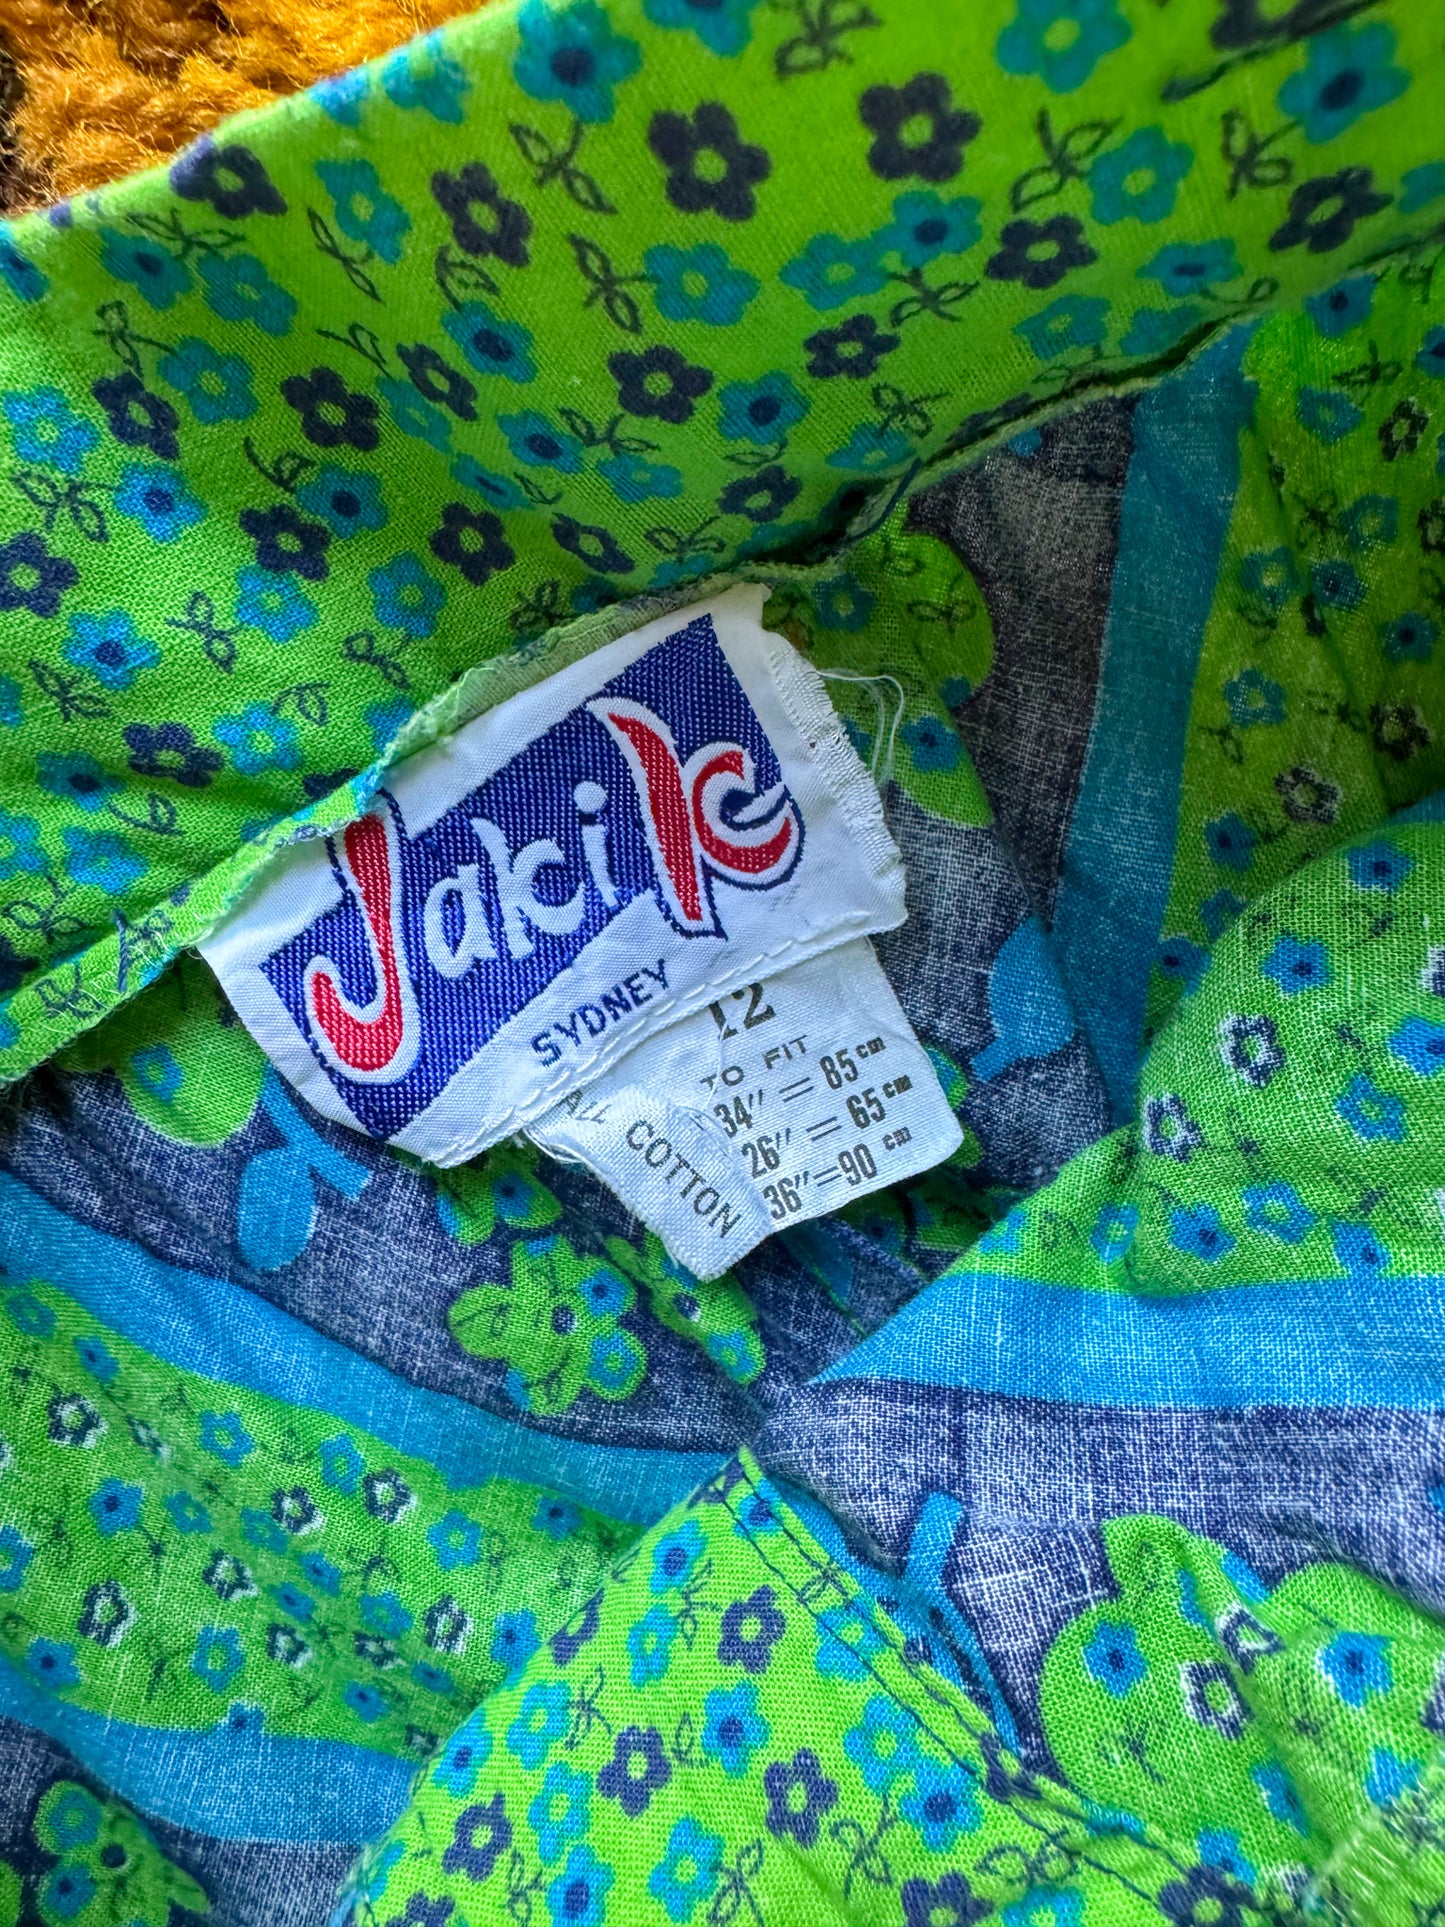 Jaki K
SYDNEY
12
TO FIT
34" = 85 cm
26" = 65 cm
36" = 90 cm
ALL
COTTON